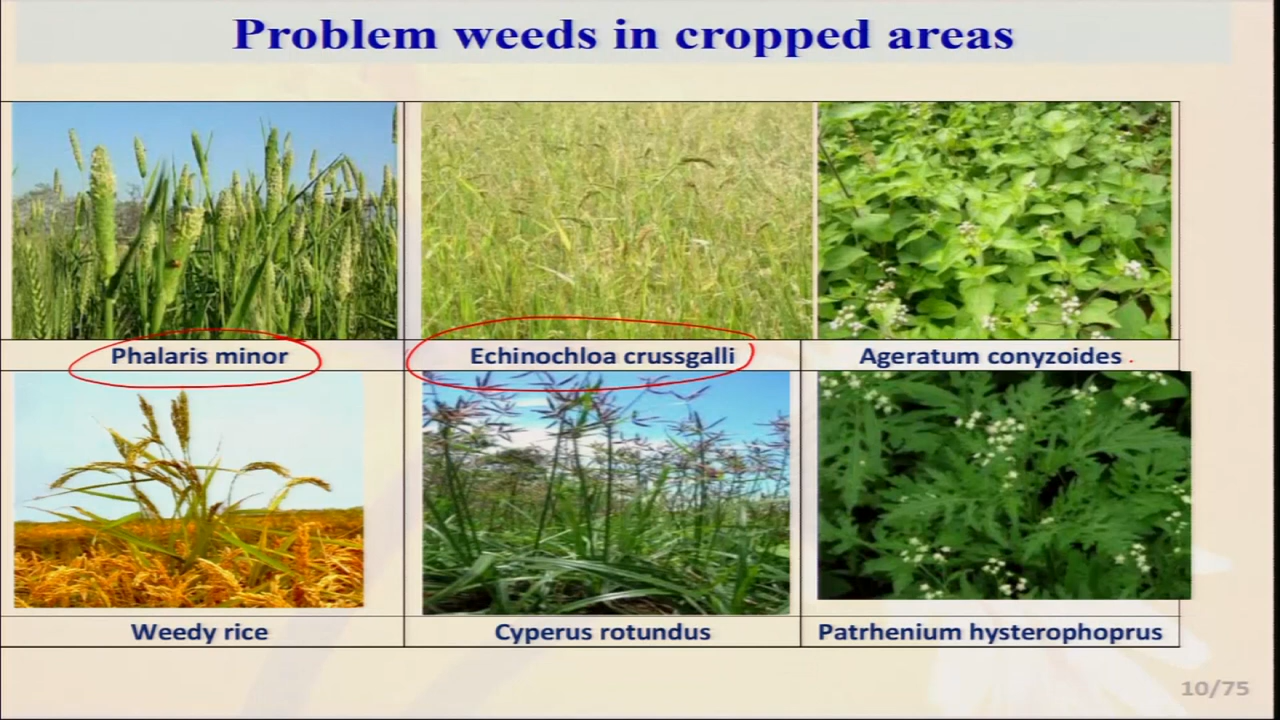 Problem weeds in cropped areas
Phalaris minor
Echinochloa crussgalli
Ageratum conyzoides
Weedy rice
Cyperus rotundus
Patrhenium hysterophoprus
10/75